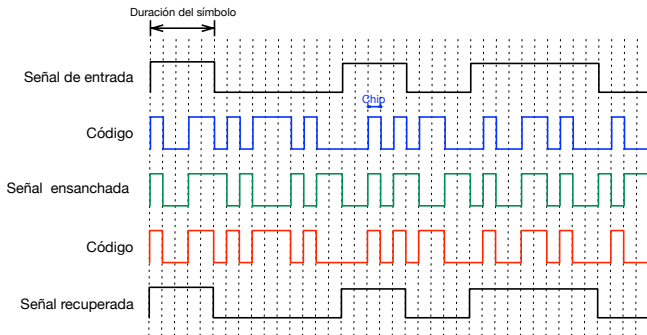 Duración del símbolo
Señal de entrada
Chip
Código
Señal ensanchada
Código
Señal recuperada